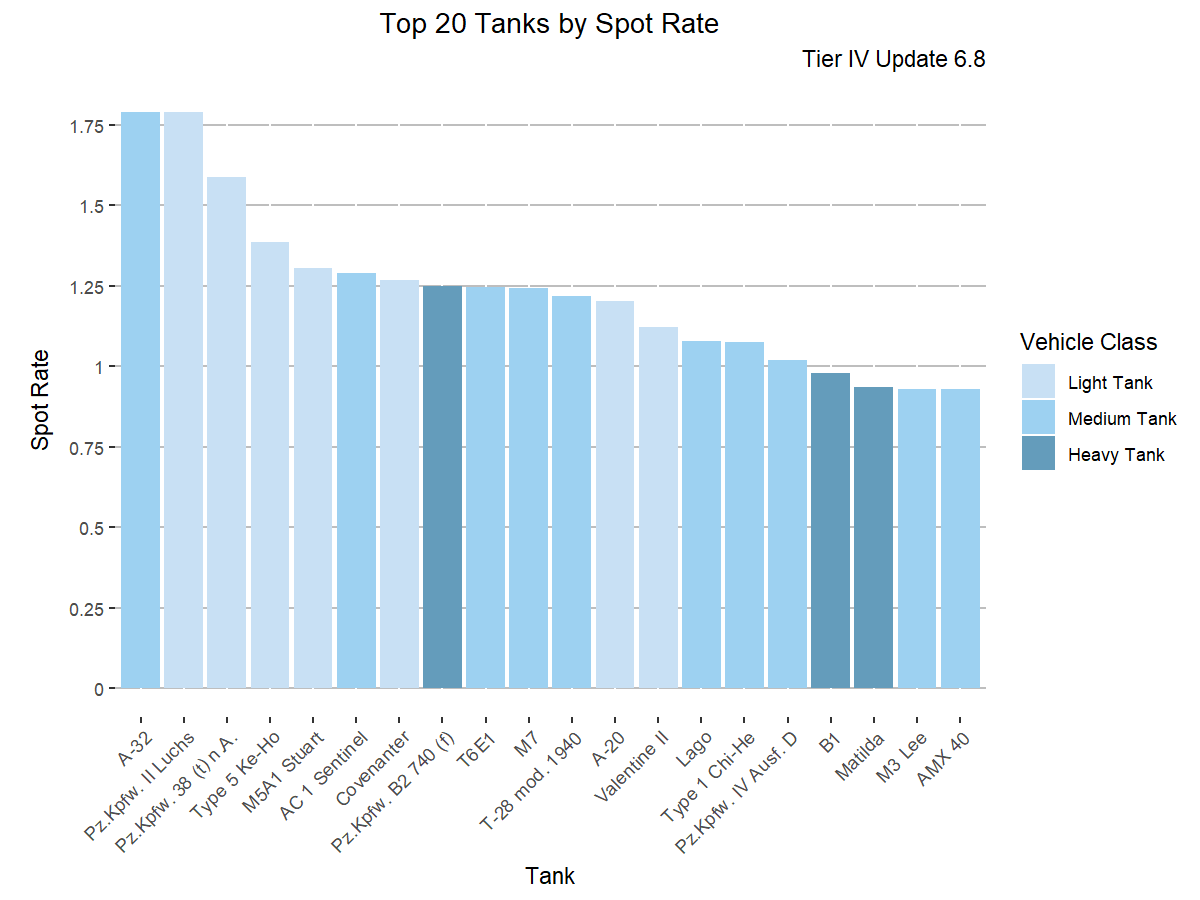 Top 20 Tanks by Spot Rate
Tier IV Update 6.8
1.75
1.5
1.25
1
0.75
0.5
0.25
0
Spot Rate
A-32
Pz.Kpfw. II Luchs
Pz.Kpfw. 38 (t) n.A.
Type 5 Ke-Ho
M5A1 Stuart
AC 1 Sentinel
Covenanter
Pz.Kpfw. B2 740 (f)
T6E1
M7
T-28 mod. 1940
A-20
Valentine II
Lago
Type 1 Chi-He
Pz.Kpfw. IV Ausf. D
B1
Matilda
M3 Lee
AMX 40
Tank
Vehicle Class
Light Tank
Medium Tank
Heavy Tank